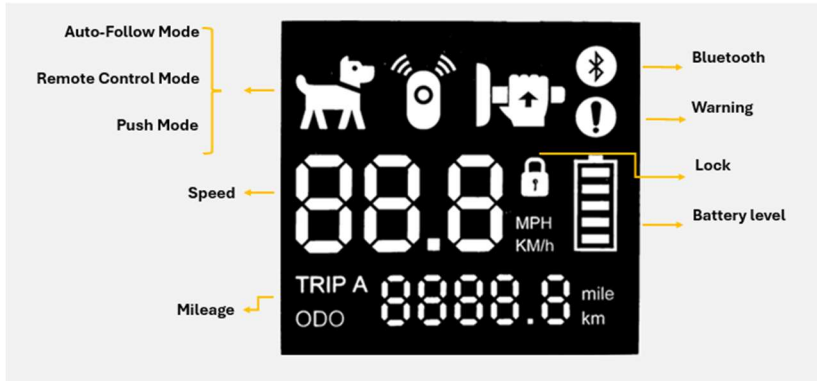 Auto-Follow Mode
Remote Control Mode
Push Mode
Bluetooth
Warning
Lock
Speed
88.8
MPH
KM/h
Battery level
Mileage
TRIP A
ODO
8888.8
mile
km